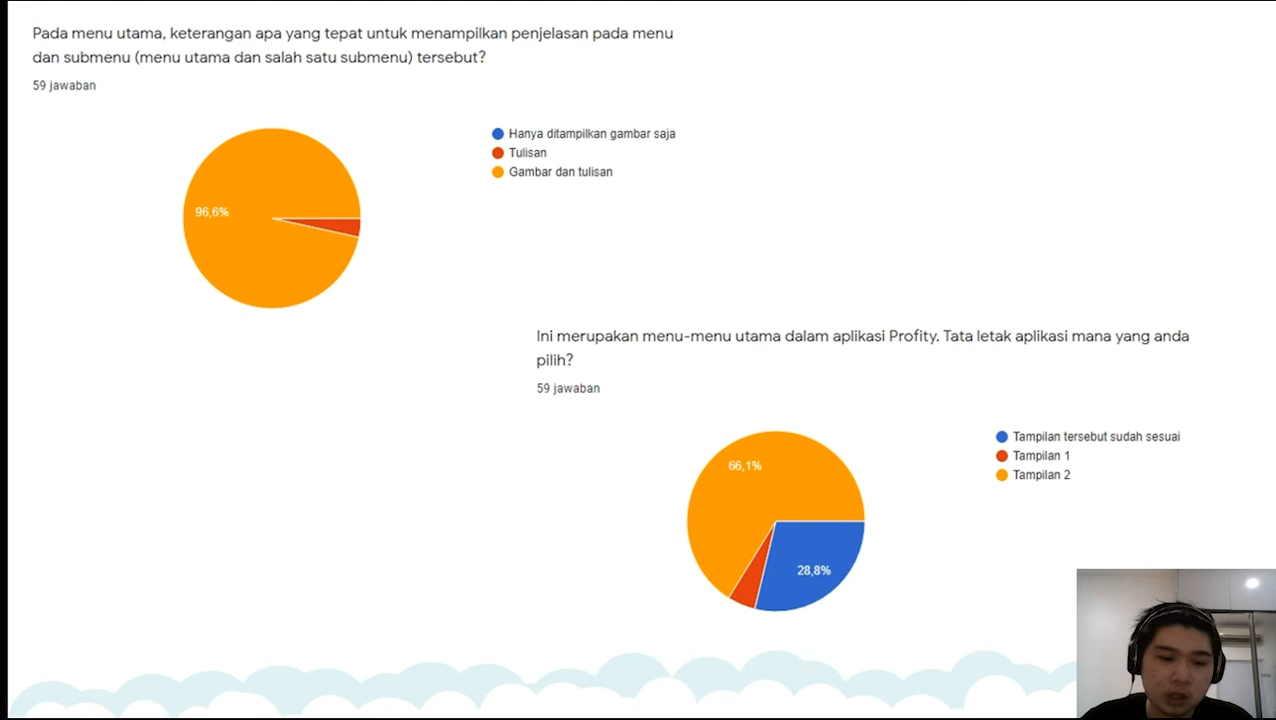 Pada menu utama, keterangan apa yang tepat untuk menampilkan penjelasan pada menu
dan submenu (menu utama dan salah satu submenu) tersebut?
59 jawaban
Hanya ditampilkan gambar saja
Tulisan
Gambar dan tulisan
96,6%
Ini merupakan menu-menu utama dalam aplikasi Profity. Tata letak aplikasi mana yang anda
pilih?
59 jawaban
Tampilan tersebut sudah sesuai
Tampilan 1
Tampilan 2
66,1%
28,8%